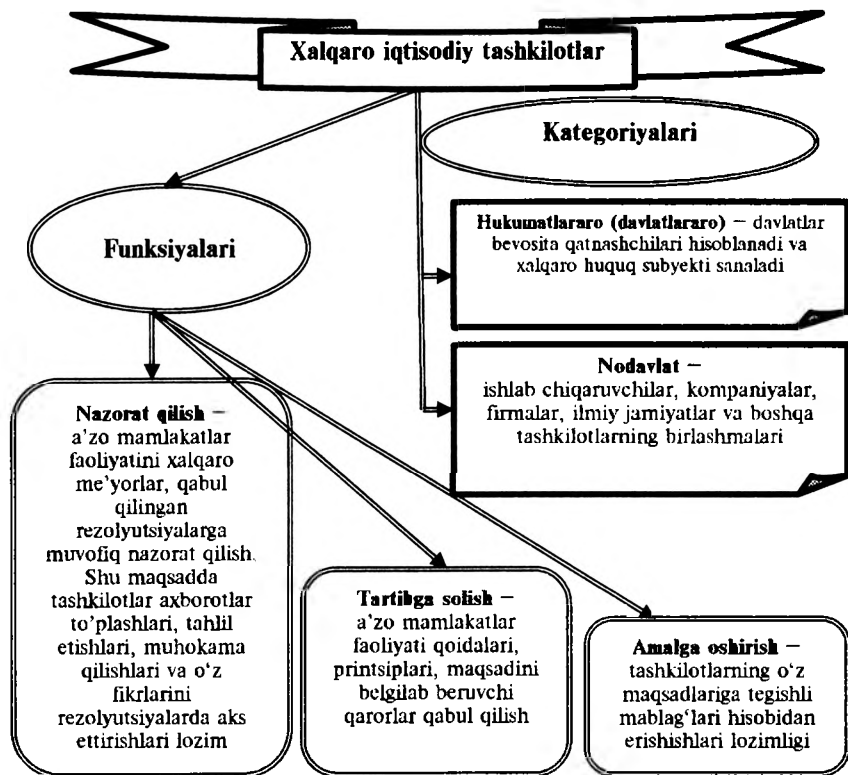 Xalqaro iqtisodiy tashkilotlar
Kategoriyalari
Funksiyalari
Hukumatlararo (davlatlararo) – davlatlar
bevosita qatnashchilari hisoblanadi va
xalqaro huquq subyekti sanaladi
Nodavlat –
ishlab chiqaruvchilar, kompaniyalar,
firmalar, ilmiy jamiyatlar va boshqa
tashkilotlarning birlashmalari
Nazorat qilish –
a’zo mamlakatlar
faoliyatini xalqaro
me’yorlar, qabul
qilingan
rezolyutsiyalarga
muvofiq nazorat qilish.
Shu maqsadda
tashkilotlar axborotlar
to’plashlari, tahlil
etishlari, muhokama
qilishlari va o‘z
fikrlarini
rezolyutsiyalarda aks
ettirishlari lozim
Tartibga solish –
a’zo mamlakatlar
faoliyati qoidalari,
printsiplari, maqsadini
belgilab beruvchi
qarorlar qabul qilish
Amalga oshirish –
tashkilotlarning o‘z
maqsadlariga tegishli
mablag‘lari hisobidan
erishishlari lozimligi